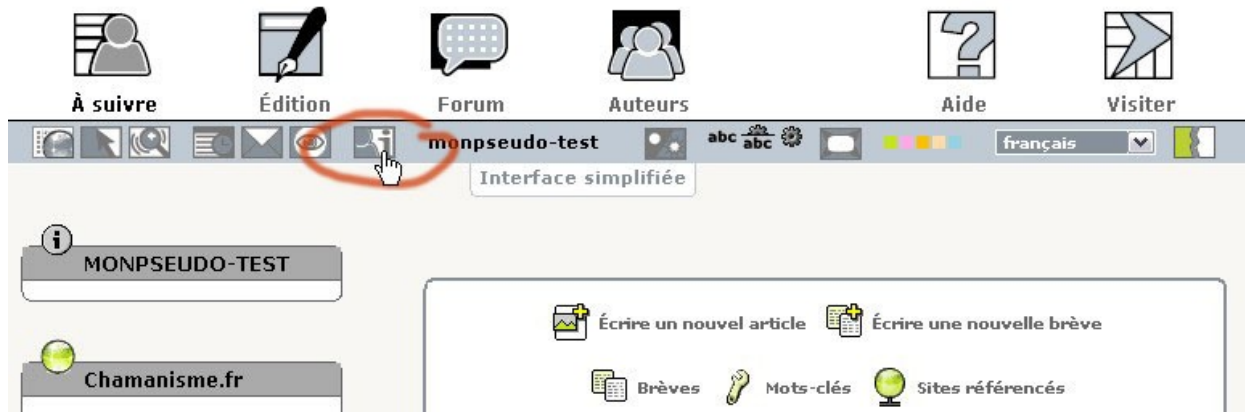 À suivre Édition Forum Auteurs Aide Visiter
monpseudo-test abc abc abc français
Interface simplifiée
MONPSEUDO-TEST
Écrire un nouvel article Écrire une nouvelle brève
Chamanisme.fr
Brèves Mots-clés Sites référencés